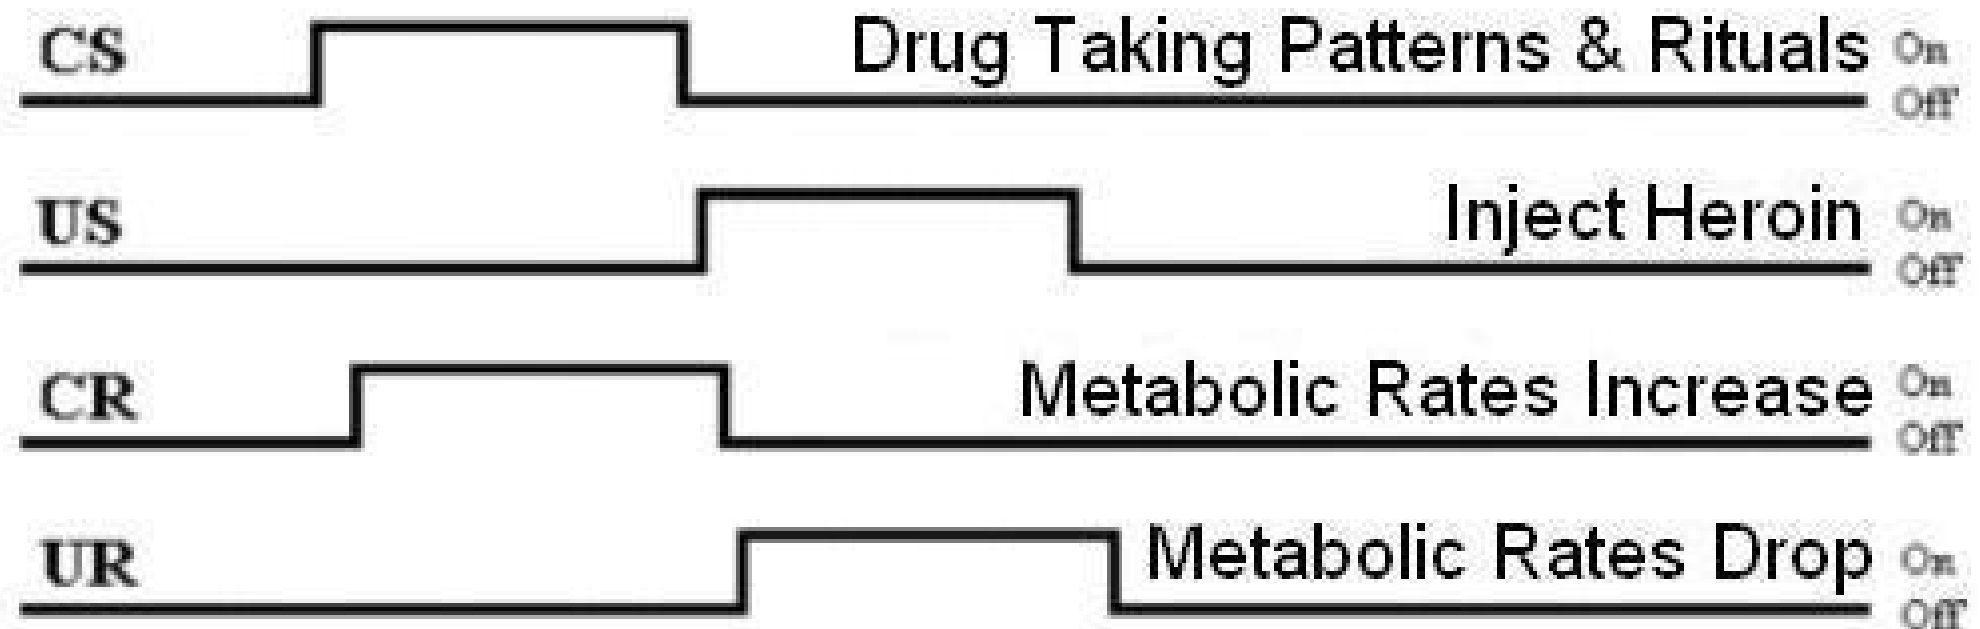 CS Drug Taking Patterns & Rituals On
Off
US Inject Heroin On
Off
CR Metabolic Rates Increase On
Off
UR Metabolic Rates Drop On
Off